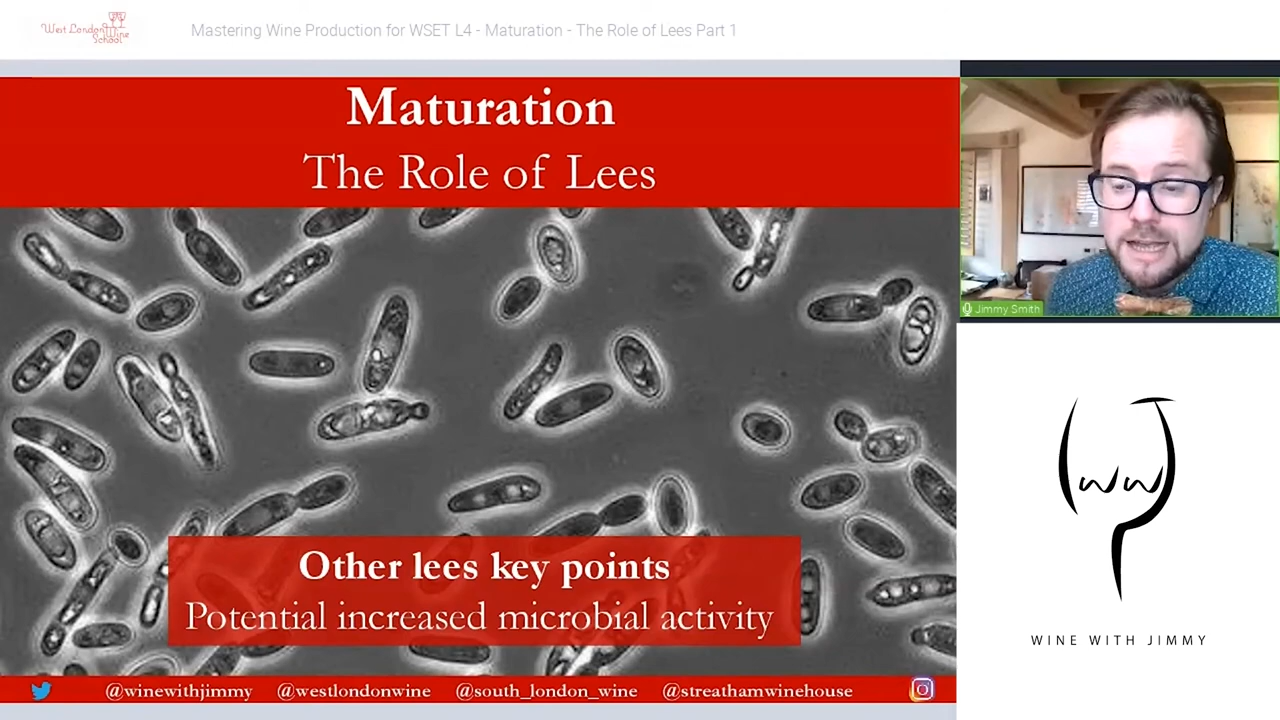 West London Wine School
Mastering Wine Production for WSET L4 - Maturation - The Role of Lees Part 1
Maturation
The Role of Lees
Jimmy Smith
Other lees key points
Potential increased microbial activity
WINE WITH JIMMY
@winewithjimmy @westlondonwine @south_london_wine @streathamwinehouse